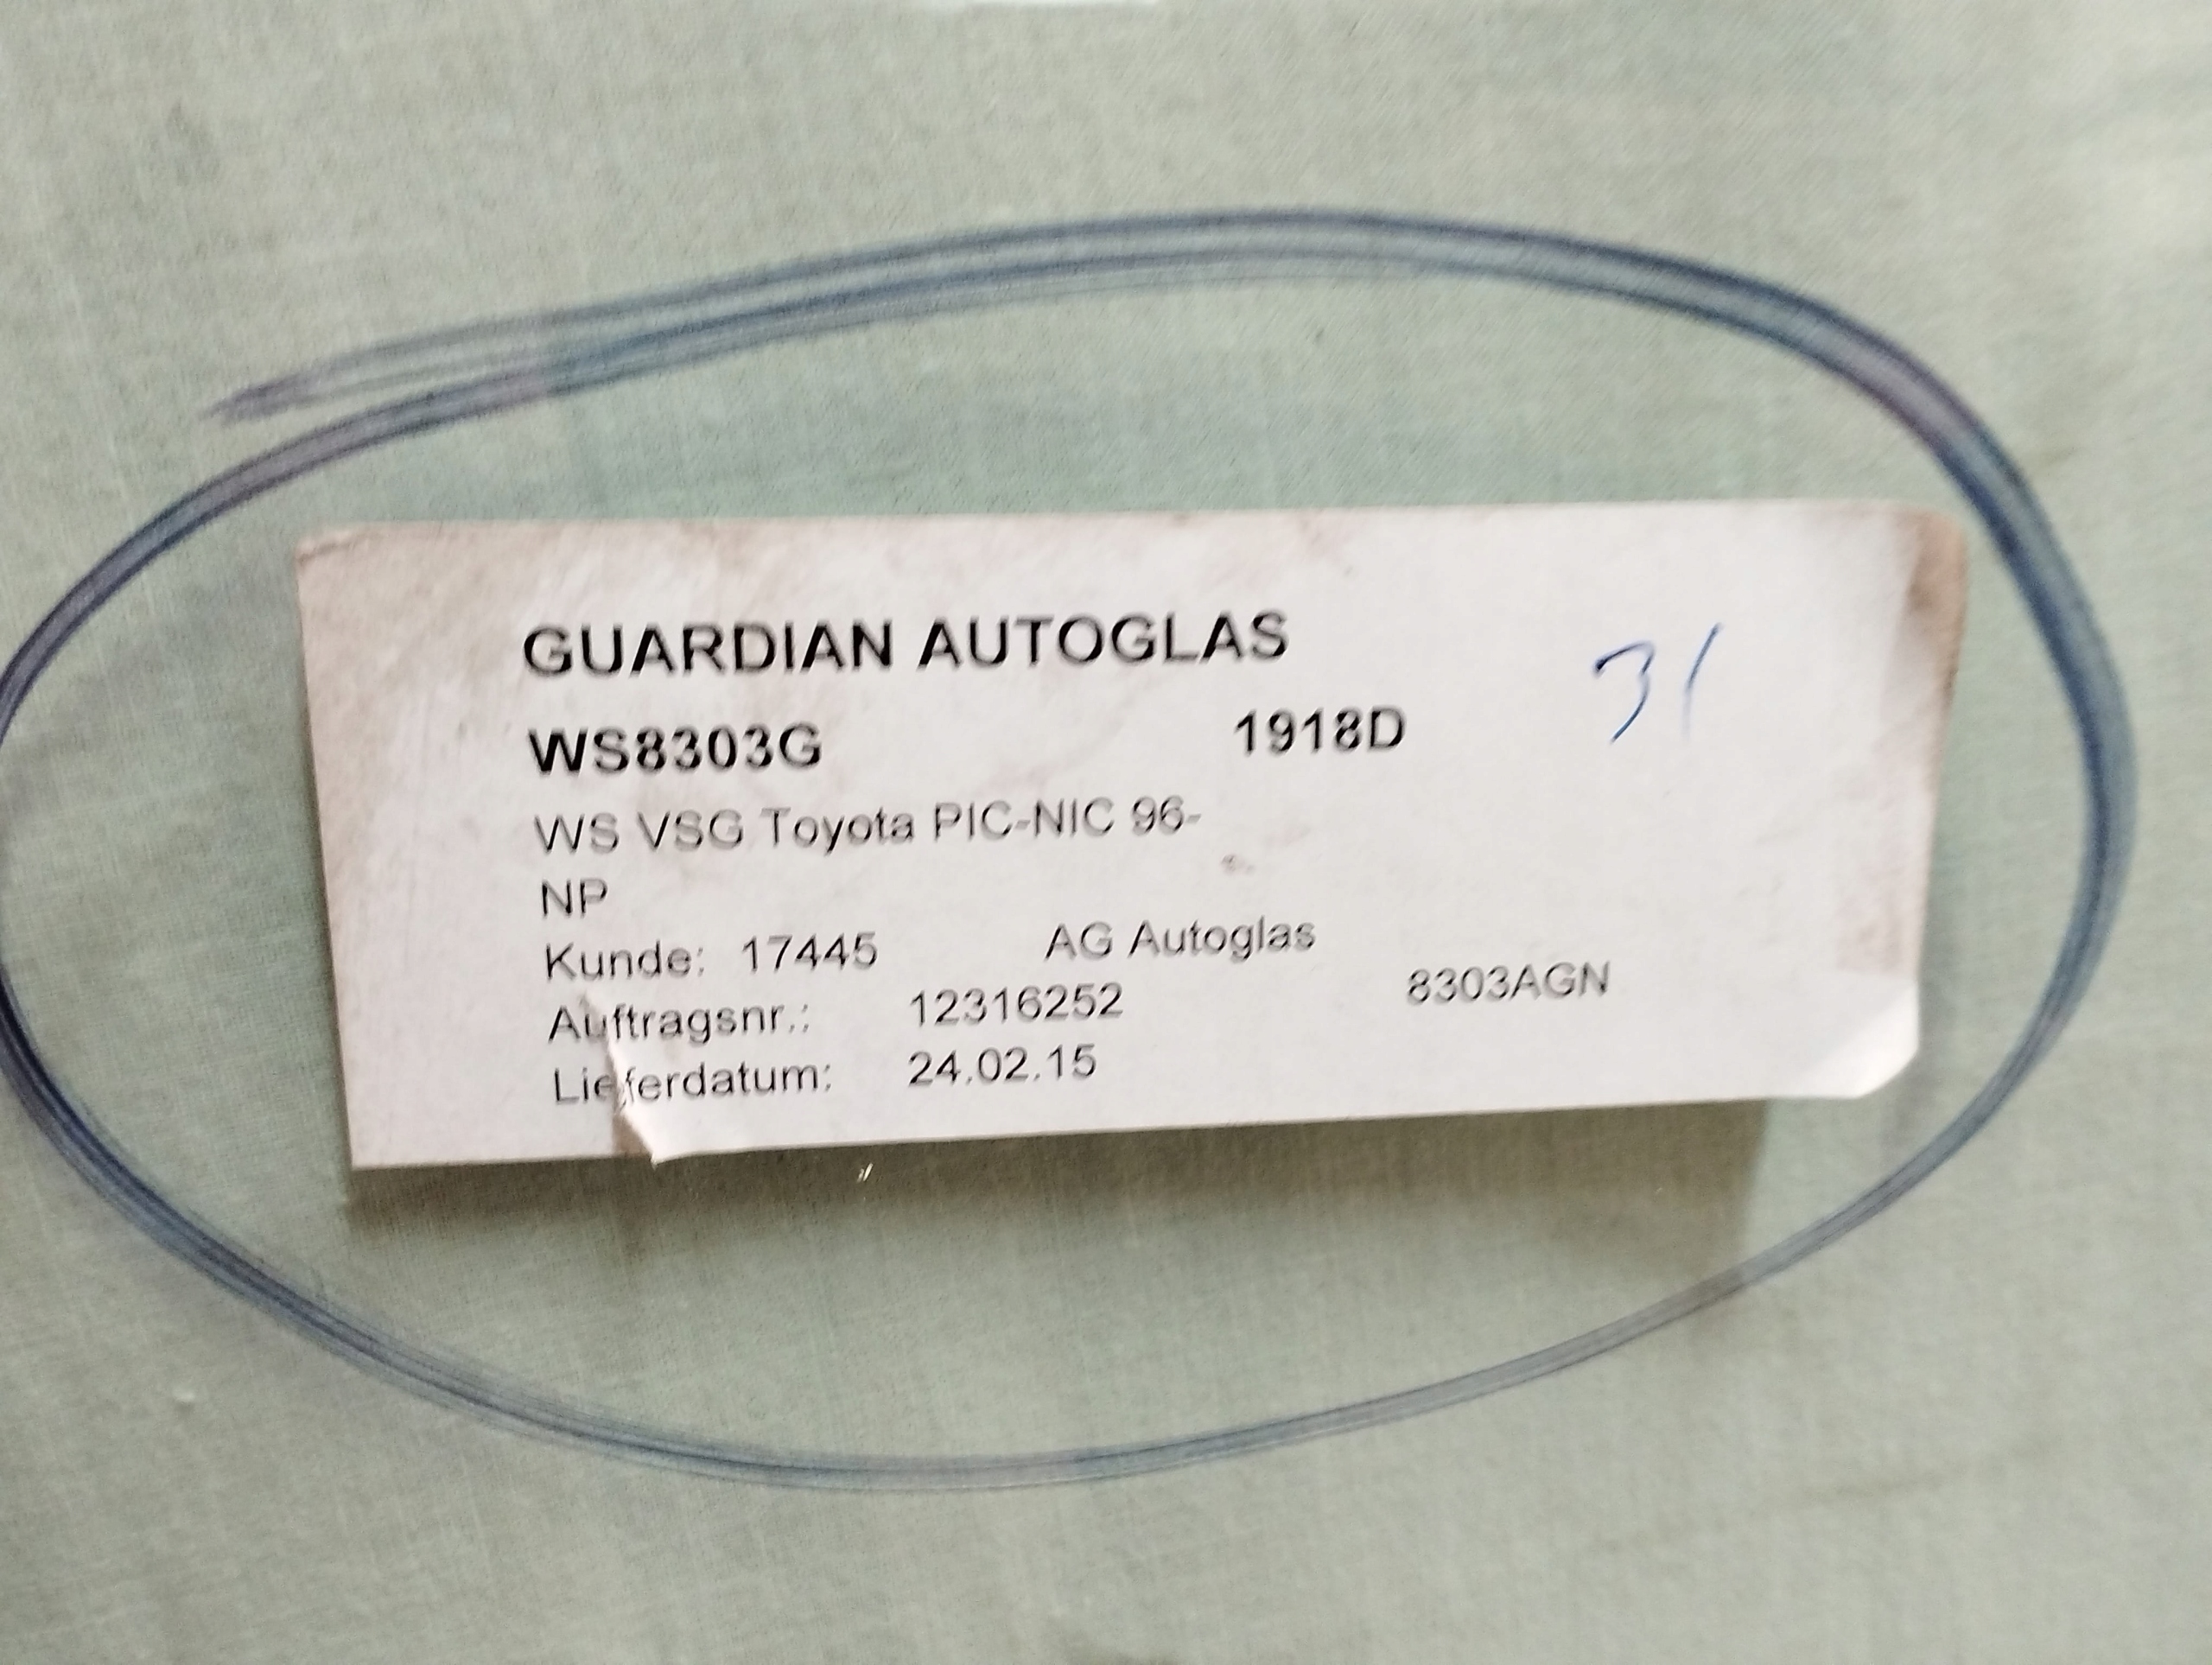 GUARDIAN AUTOGLAS
31
WS8303G 1918D
WS VSG Toyota PIC-NIC 96-
NP
Kunde: 17445 AG Autoglas
Auftragsnr.: 12316252 8303AGN
Lieferdatum: 24.02.15